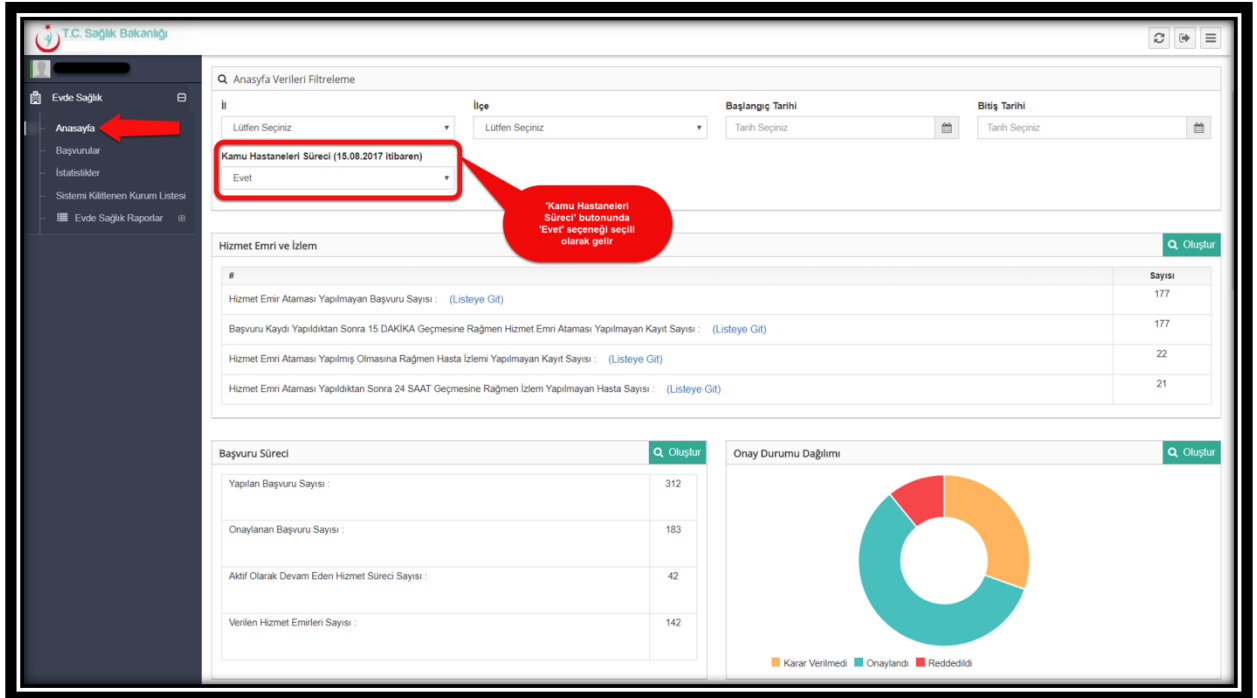 T.C. Sağlık Bakanlığı
Anasyfa Verileri Filtreleme
Evde Sağlık
Anasayfa
Başvurular
İstatistikler
Sistemi Kilitlenen Kurum Listesi
Evde Sağlık Raporlar
İl
İlçe
Başlangıç Tarihi
Bitiş Tarihi
Lütfen Seçiniz
Lütfen Seçiniz
Tarih Seçiniz
Tarih Seçiniz
Kamu Hastaneleri Süreci (15.08.2017 itibaren)
Evet
'Kamu Hastaneleri
Süreci' butonunda
'Evet' seçeneği seçili
olarak gelir
Hizmet Emri ve İzlem
Oluştur
# Sayısı
Hizmet Emir Ataması Yapılmayan Başvuru Sayısı : (Listeye Git) 177
Başvuru Kaydı Yapıldıktan Sonra 15 DAKİKA Geçmesine Rağmen Hizmet Emri Ataması Yapılmayan Kayıt Sayısı : (Listeye Git) 177
Hizmet Emri Ataması Yapılmış Olmasına Rağmen Hasta İzlemi Yapılmayan Kayıt Sayısı : (Listeye Git) 22
Hizmet Emri Ataması Yapıldıktan Sonra 24 SAAT Geçmesine Rağmen İzlem Yapılmayan Hasta Sayısı : (Listeye Git) 21
Başvuru Süreci
Oluştur
Yapılan Başvuru Sayısı : 312
Onaylanan Başvuru Sayısı : 183
Aktif Olarak Devam Eden Hizmet Süreci Sayısı : 42
Verilen Hizmet Emirleri Sayısı : 142
Onay Durumu Dağılımı
Oluştur
Karar Verilmedi Onaylandı Reddedildi